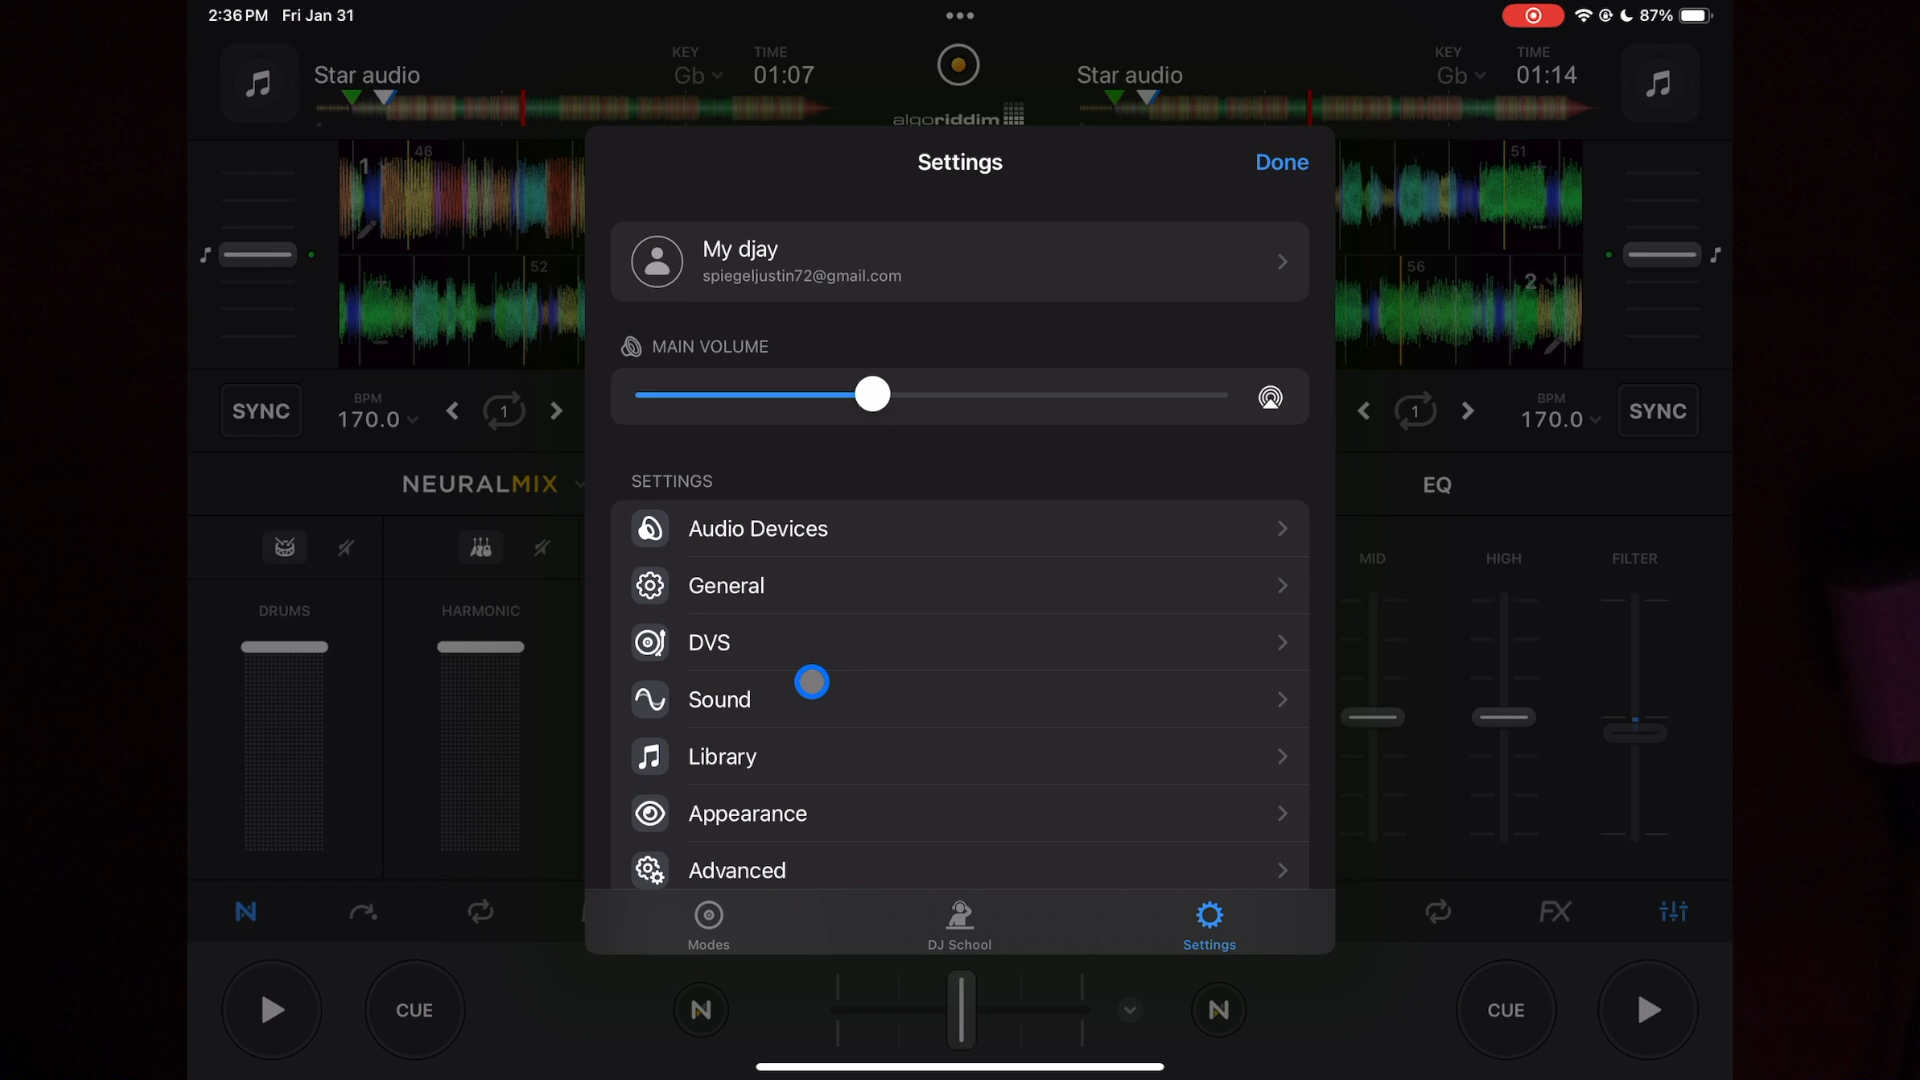 2:36 PM Fri Jan 31
87%
Star audio
KEY
Gb
TIME
01:07
Star audio
KEY
Gb
TIME
01:14
algoriddim
46
1
52
51
56
2
Settings
Done
My djay
spiegeljustin72@gmail.com
MAIN VOLUME
SYNC
BPM
170.0
1
1
BPM
170.0
SYNC
NEURALMIX
EQ
SETTINGS
Audio Devices
General
DVS
Sound
Library
Appearance
Advanced
DRUMS
HARMONIC
MID
HIGH
FILTER
FX
Modes
DJ School
Settings
CUE
CUE